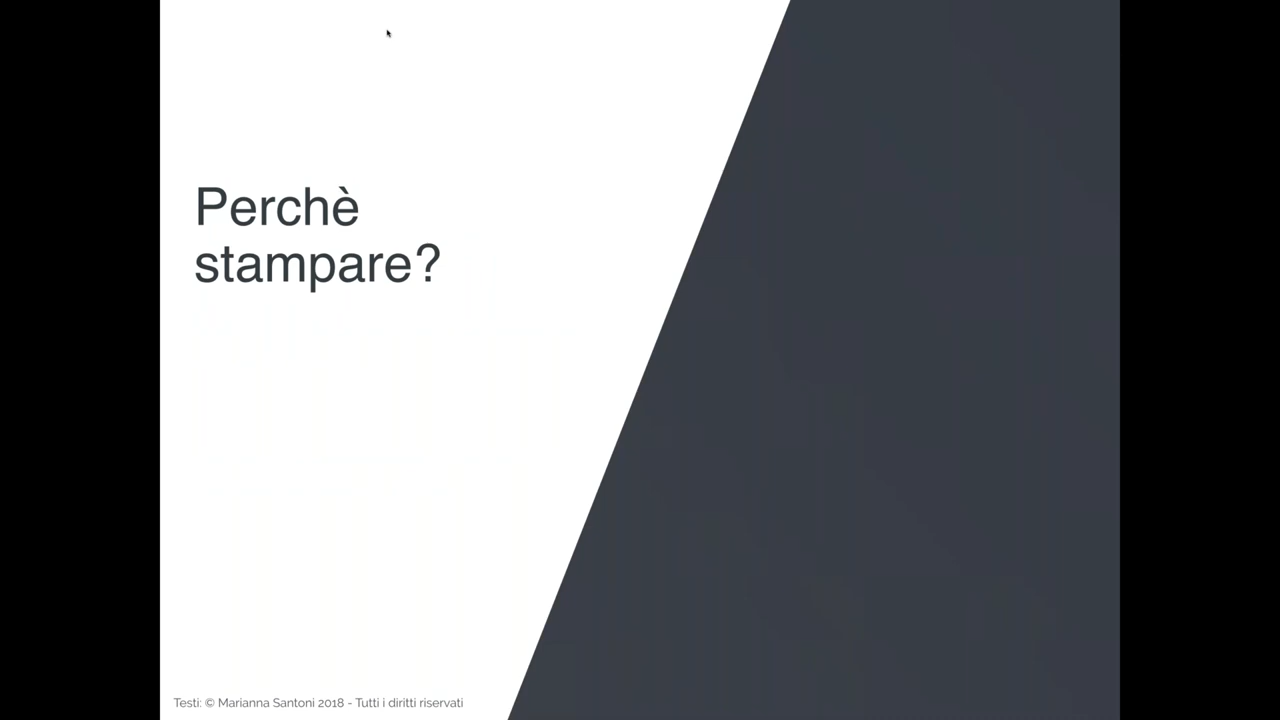 Perchè
stampare?
Testi: © Marianna Santoni 2018 - Tutti i diritti riservati